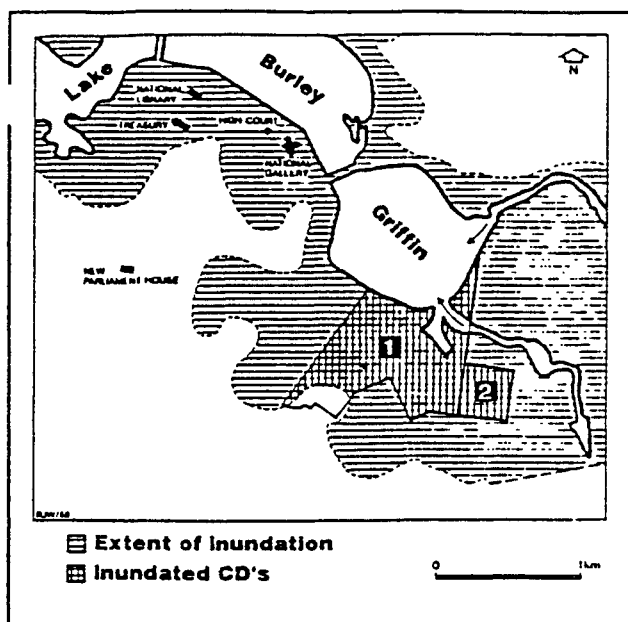 Lake
Burley
Griffin
N
NATIONAL
LIBRARY
TREASURY
HIGH COURT
NATIONAL
GALLERY
NEW
PARLIAMENT HOUSE
1
2
Extent of inundation
Inundated CD's
0 1km